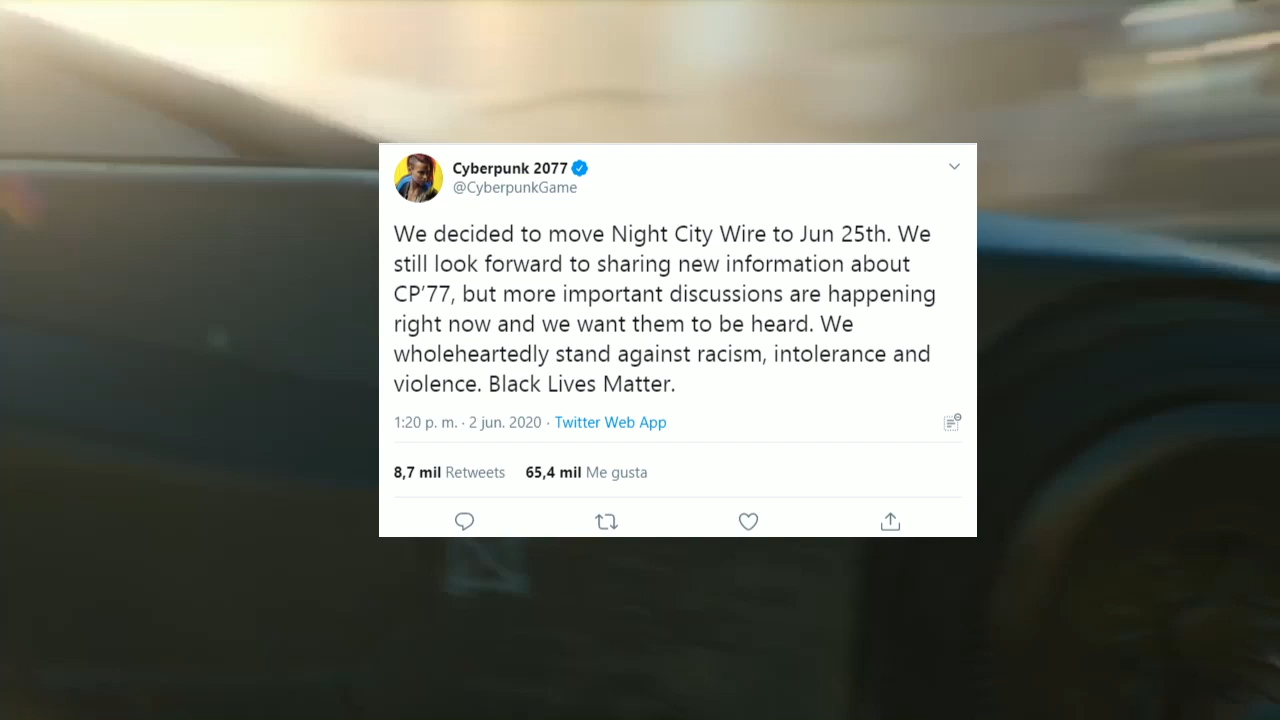 Cyberpunk 2077
@CyberpunkGame
We decided to move Night City Wire to Jun 25th. We
still look forward to sharing new information about
CP’77, but more important discussions are happening
right now and we want them to be heard. We
wholeheartedly stand against racism, intolerance and
violence. Black Lives Matter.
1:20 p. m. · 2 jun. 2020 · Twitter Web App
8,7 mil Retweets 65,4 mil Me gusta